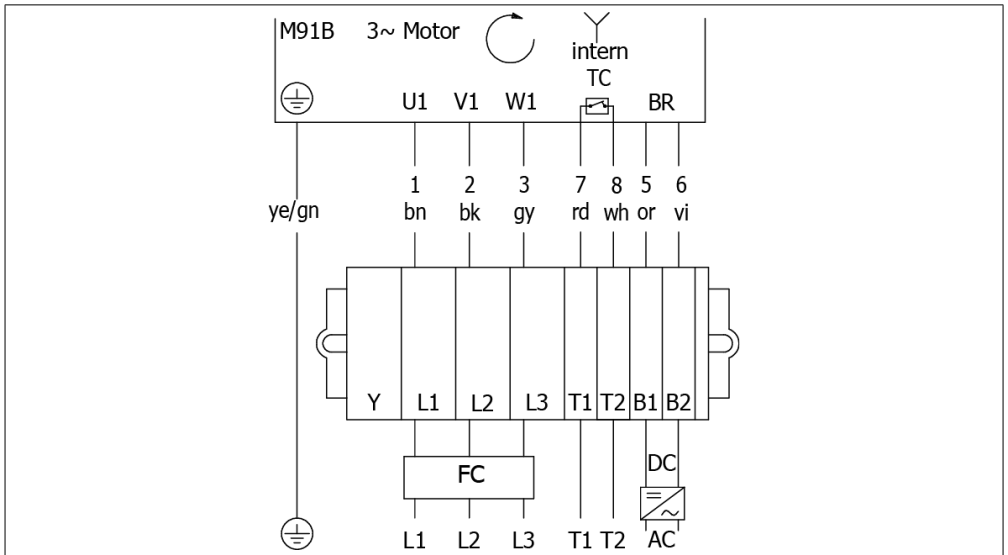 M91B 3~ Motor
intern
TC
U1 V1 W1 BR
1 2 3 7 8 5 6
ye/gn bn bk gy rd wh or vi
Y L1 L2 L3 T1 T2 B1 B2
FC DC
L1 L2 L3 T1 T2 AC